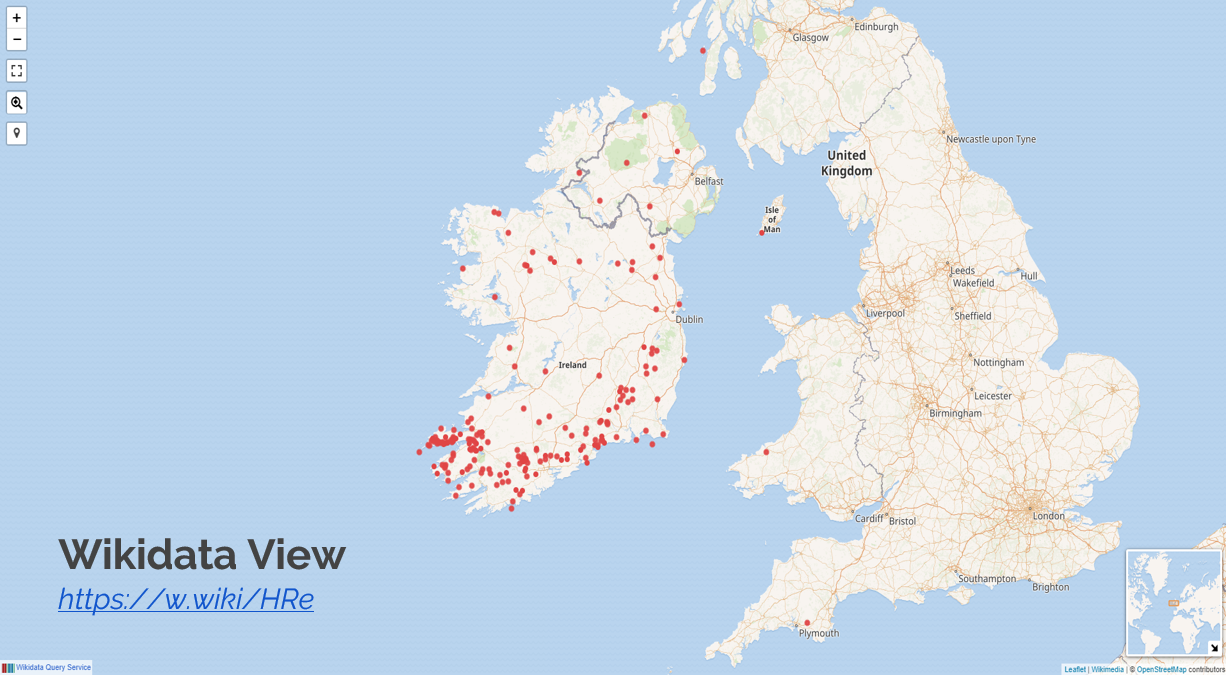 +
−
Glasgow
Edinburgh
Newcastle upon Tyne
United
Kingdom
Belfast
Isle
of
Man
Leeds
Hull
Wakefield
Liverpool
Sheffield
Dublin
Ireland
Nottingham
Leicester
Birmingham
London
Cardiff
Bristol
Southampton
Brighton
Plymouth
Wikidata View
https://w.wiki/HRe
Wikidata Query Service
Leaflet | Wikimedia | © OpenStreetMap contributors